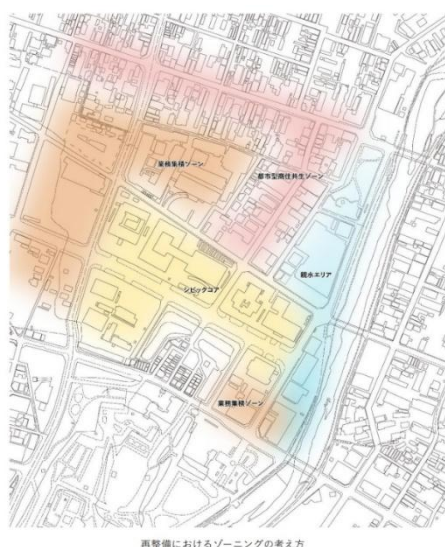 業務集積ゾーン
都市型商住共生ゾーン
親水エリア
シビックコア
業務集積ゾーン
再整備におけるゾーニングの考え方